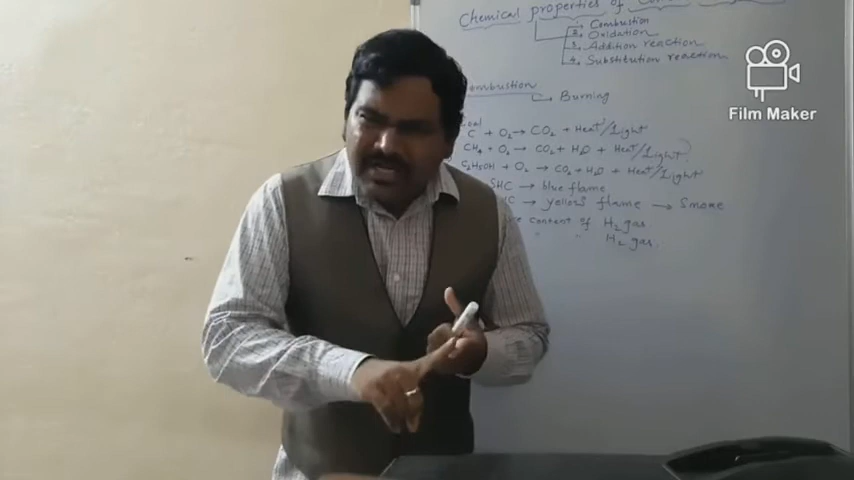 Chemical properties of
1. Combustion
2. Oxidation
3. Addition reaction
4. Substitution reaction
Combustion
Burning
C + O2 → CO2 + Heat/Light
CH4 + O2 → CO2 + H2O + Heat/Light
C2H5OH + O2 → CO2 + H2O + Heat/Light
SHC → blue flame
→ yellow flame → Smoke
content of H2 gas.
" " H2 gas.
Film Maker